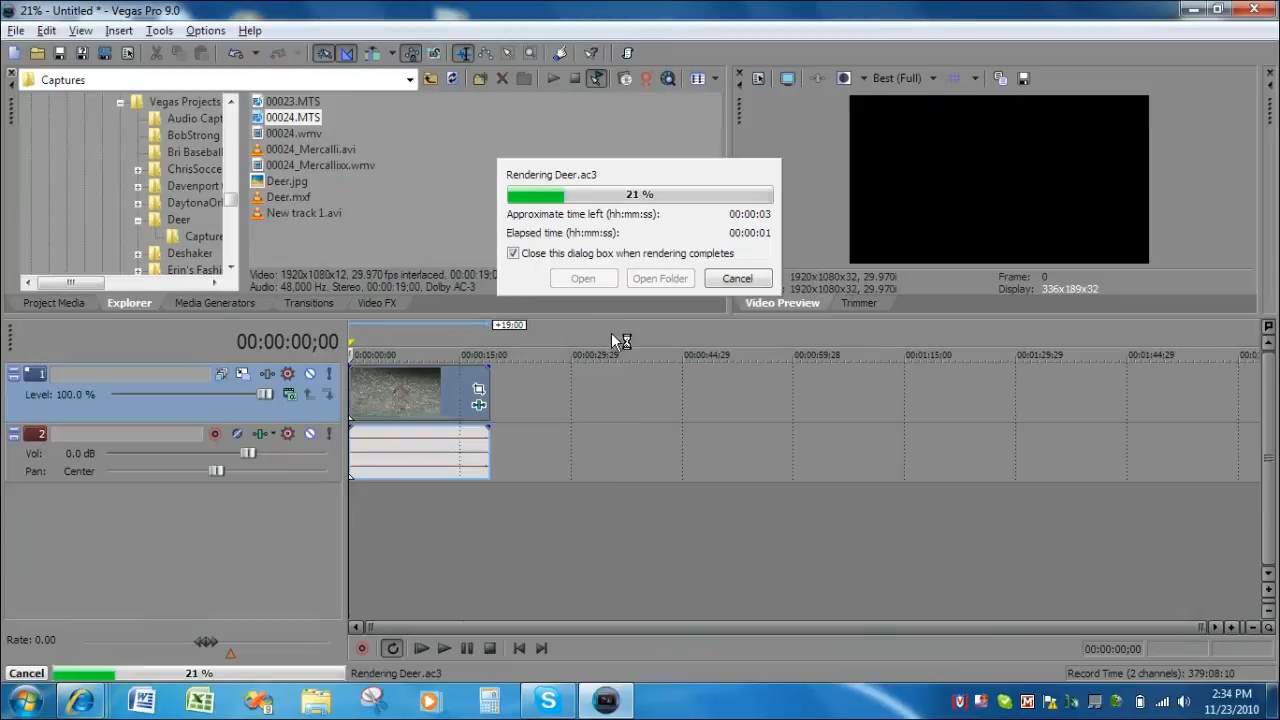 21% - Untitled * - Vegas Pro 9.0
File Edit View Insert Tools Options Help
Captures
Best (Full)
Vegas Projects
Audio Capt
BobStrong
Bri Baseba
ChrisSocce
Davenport
DaytonaOr
Deer
Capture
Deshaker
Erin's Fashi
00023.MTS
00024.MTS
00024.wmv
00024_Mercalli.avi
00024_Mercallixx.wmv
Deer.jpg
Deer.mxf
New track 1.avi
Video: 1920x1080x12, 29.970 fps interlaced, 00:00:19;0
Audio: 48,000 Hz, Stereo, 00:00:19;00, Dolby AC-3
Rendering Deer.ac3
21 %
Approximate time left (hh:mm:ss): 00:00:03
Elapsed time (hh:mm:ss): 00:00:01
Close this dialog box when rendering completes
Open Open Folder Cancel
1920x1080x32, 29.970i
1920x1080x32, 29.970i
Frame: 0
Display: 336x189x32
Project Media Explorer Media Generators Transitions Video FX
Video Preview Trimmer
00:00:00;00
+19:00
00:00:00;00 00:00:15;00 00:00:29;29 00:00:44;29 00:00:59;28 00:01:15;00 00:01:29;29 00:01:44;29 00:0
1
Level: 100.0 %
2
Vol: 0.0 dB
Pan: Center
Rate: 0.00
00:00:00;00
Cancel 21 % Rendering Deer.ac3
Record Time (2 channels): 379:08:10
2:34 PM
11/23/2010